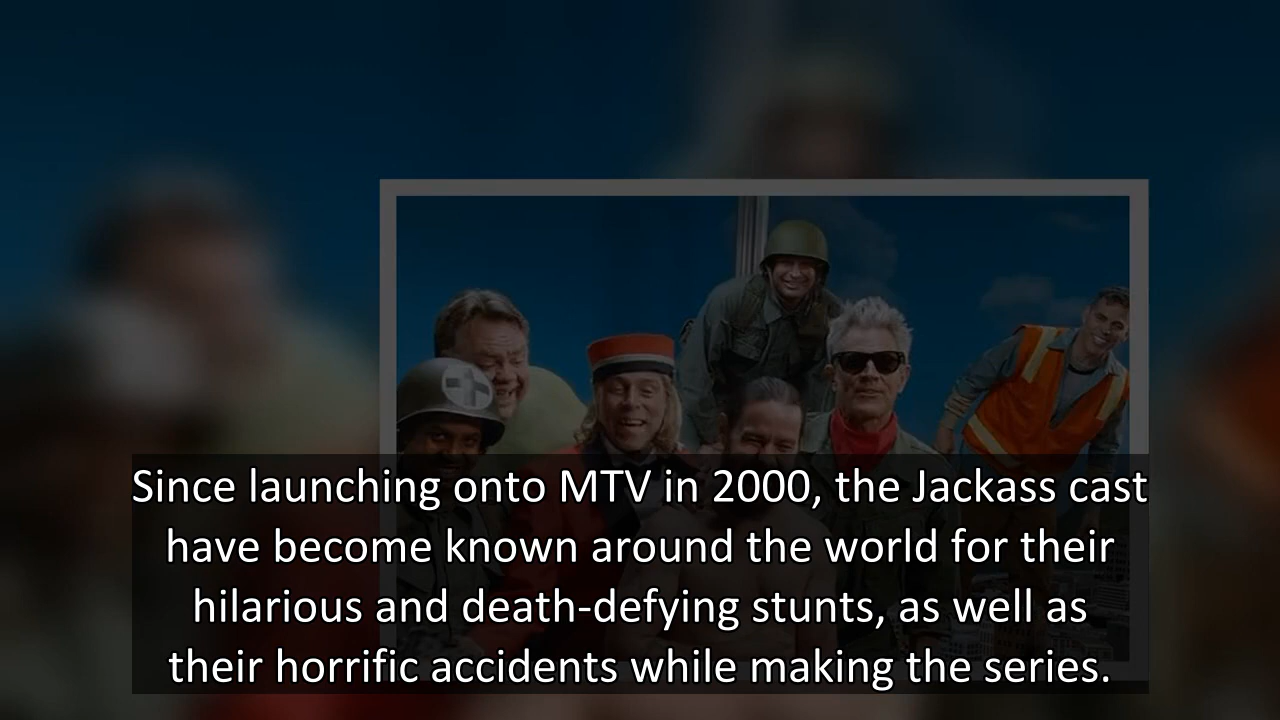 Since launching onto MTV in 2000, the Jackass cast
have become known around the world for their
hilarious and death-defying stunts, as well as
their horrific accidents while making the series.